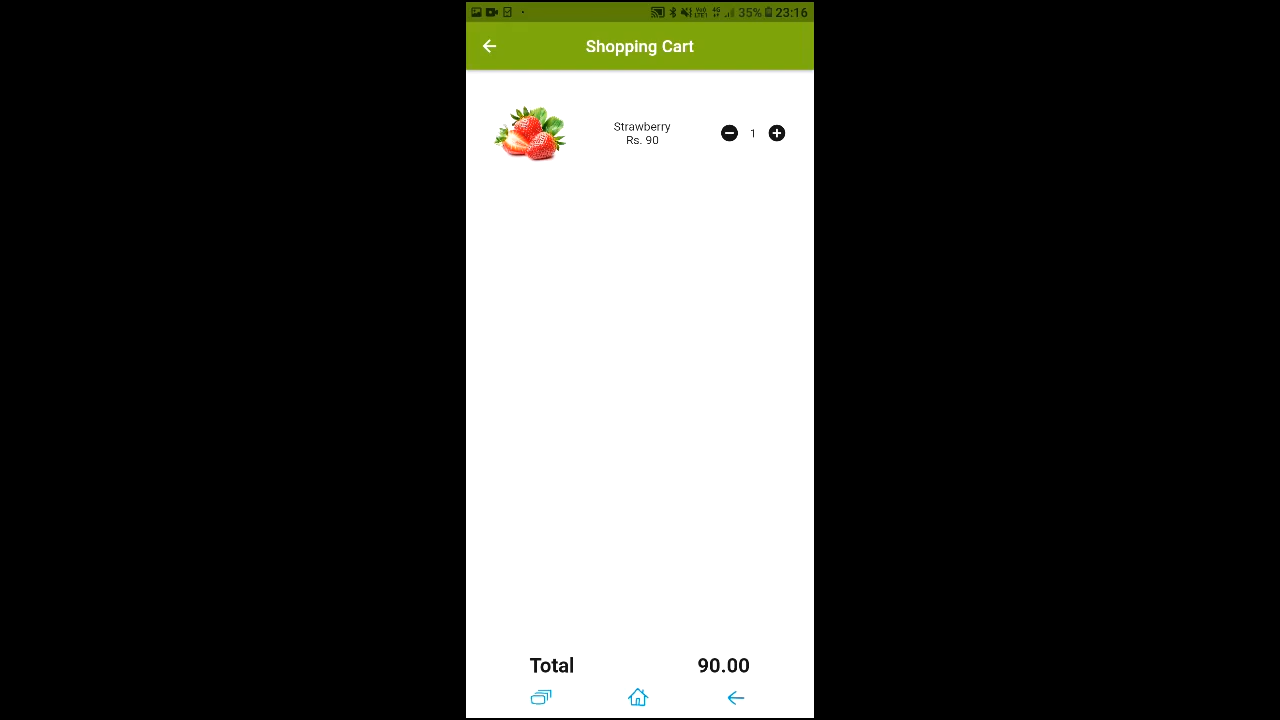 35% 23:16
Shopping Cart
Strawberry
Rs. 90
1
Total 90.00